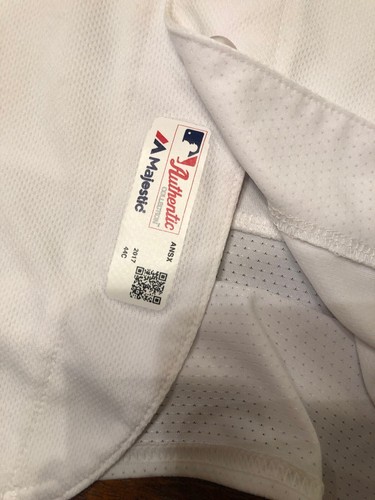 Authentic
COLLECTION
Majestic
ANSX
2017
44C